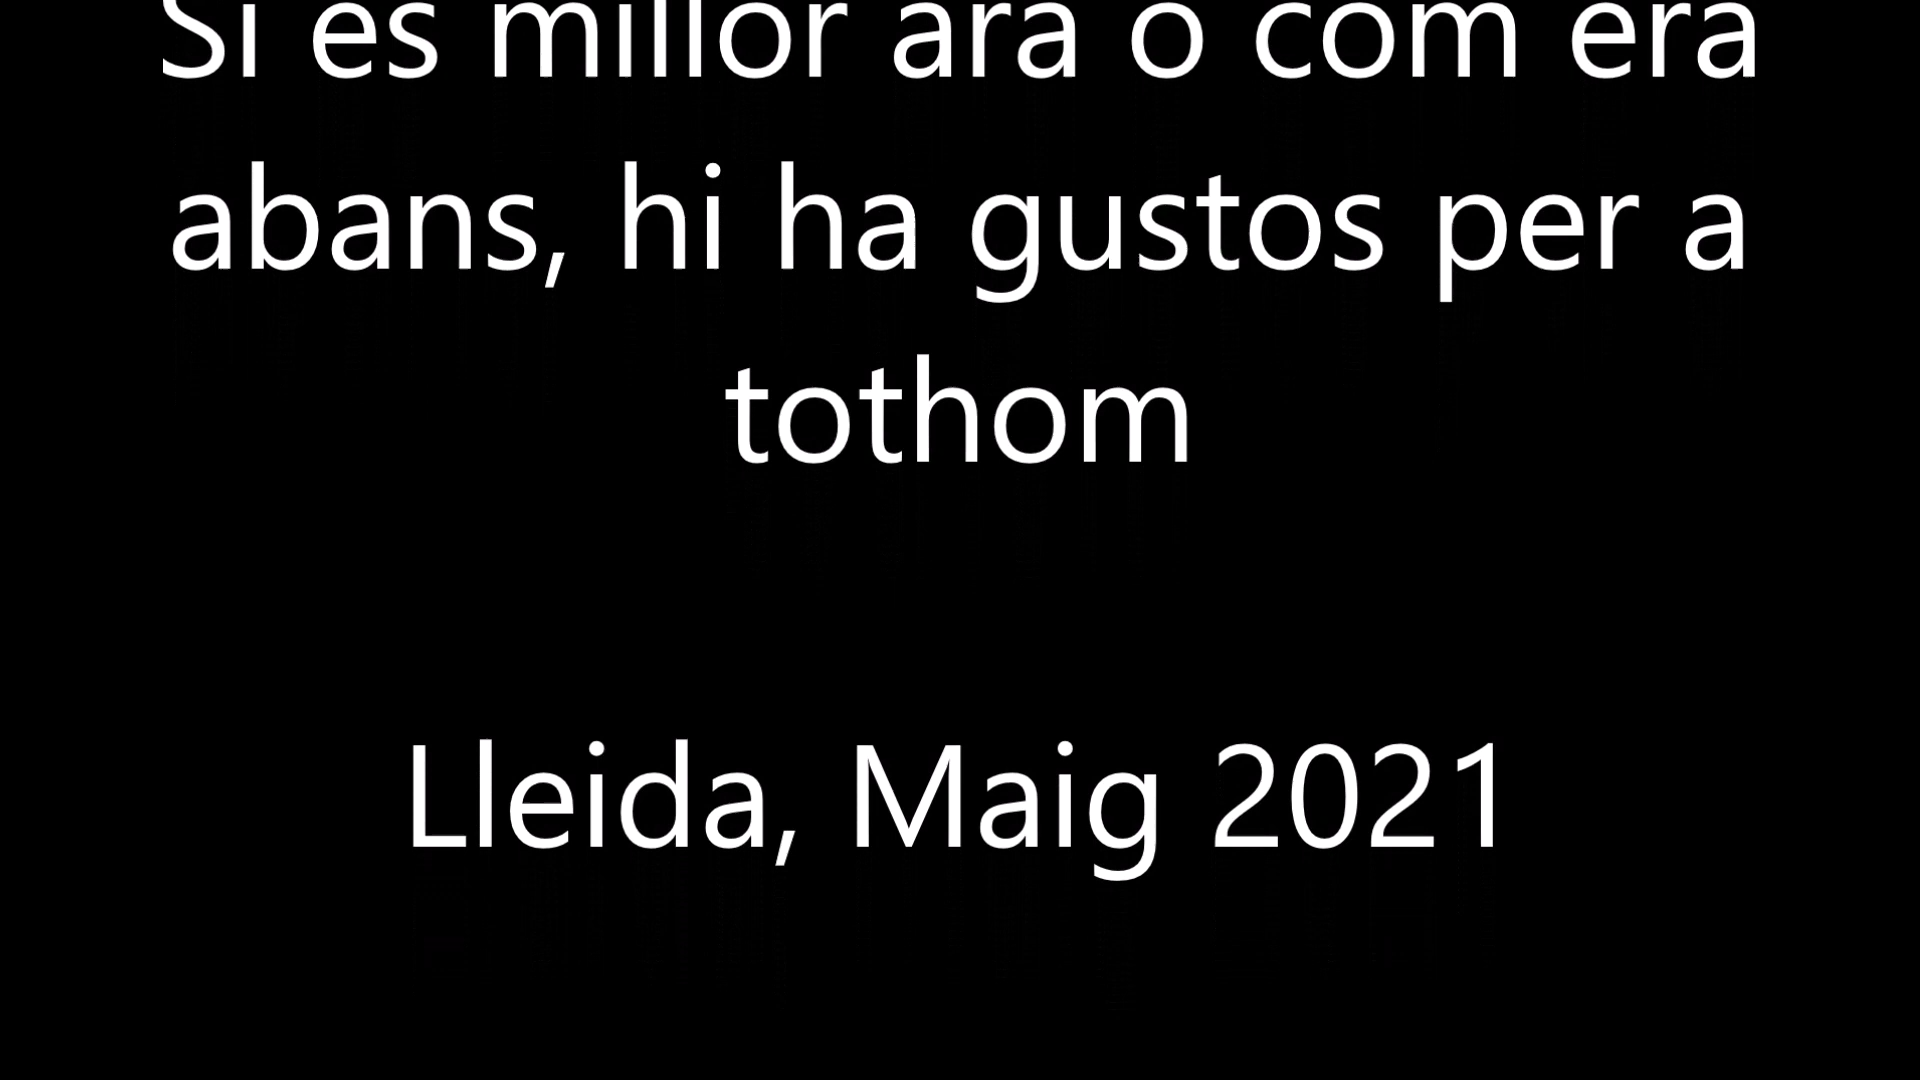 Si es millor ara o com era
abans, hi ha gustos per a
tothom
Lleida, Maig 2021